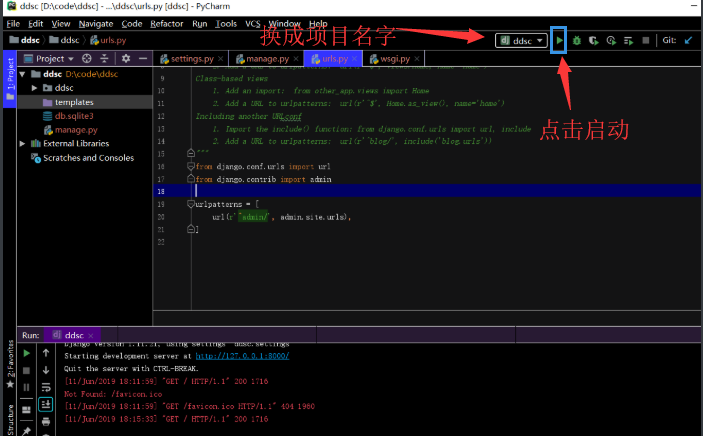 ddsc [D:\code\ddsc] - ...\ddsc\urls.py [ddsc] - PyCharm
File Edit View Navigate Code Refactor Run Tools VCS Window Help
换成项目名字
ddsc ddsc urls.py
ddsc
Git:
1: Project
Project
settings.py manage.py urls.py wsgi.py
ddsc D:\code\ddsc
ddsc
templates
db.sqlite3
manage.py
External Libraries
Scratches and Consoles
9 Class-based views
10 1. Add an import: from other_app.views import Home
11 2. Add a URL to urlpatterns: url(r'^$', Home.as_view(), name='home')
12 Including another URLconf
13 1. Import the include() function: from django.conf.urls import url, include
14 2. Add a URL to urlpatterns: url(r'^blog/', include('blog.urls'))
15 """
16 from django.conf.urls import url
17 from django.contrib import admin
18
19 urlpatterns = [
20 url(r'^admin/', admin.site.urls),
21 ]
22
点击启动
Run: ddsc
Django version 1.11.21, using settings 'ddsc.settings'
Starting development server at http://127.0.0.1:8000/
Quit the server with CTRL-BREAK.
[11/Jun/2019 18:11:59] "GET / HTTP/1.1" 200 1716
Not Found: /favicon.ico
[11/Jun/2019 18:11:59] "GET /favicon.ico HTTP/1.1" 404 1960
[11/Jun/2019 18:15:33] "GET / HTTP/1.1" 200 1716
2: Favorites
Structure